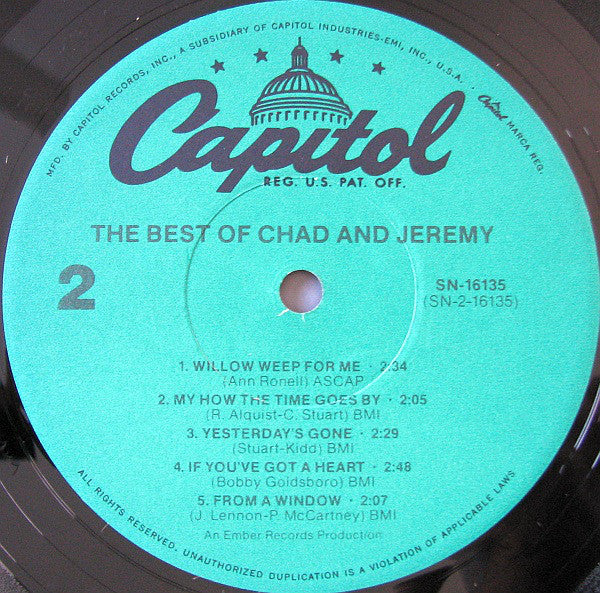 MFD. BY CAPITOL RECORDS, INC., A SUBSIDIARY OF CAPITOL INDUSTRIES-EMI, INC., U.S.A. . Capitol MARCA REG.
Capitol
REG. U.S. PAT. OFF.
THE BEST OF CHAD AND JEREMY
2
SN-16135
(SN-2-16135)
1. WILLOW WEEP FOR ME · 2:34
(Ann Ronell) ASCAP
2. MY HOW THE TIME GOES BY · 2:05
(R. Alquist-C. Stuart) BMI
3. YESTERDAY'S GONE · 2:29
(Stuart-Kidd) BMI
4. IF YOU'VE GOT A HEART · 2:48
(Bobby Goldsboro) BMI
5. FROM A WINDOW · 2:07
(J. Lennon-P. McCartney) BMI
An Ember Records Production
ALL RIGHTS RESERVED. UNAUTHORIZED DUPLICATION IS A VIOLATION OF APPLICABLE LAWS